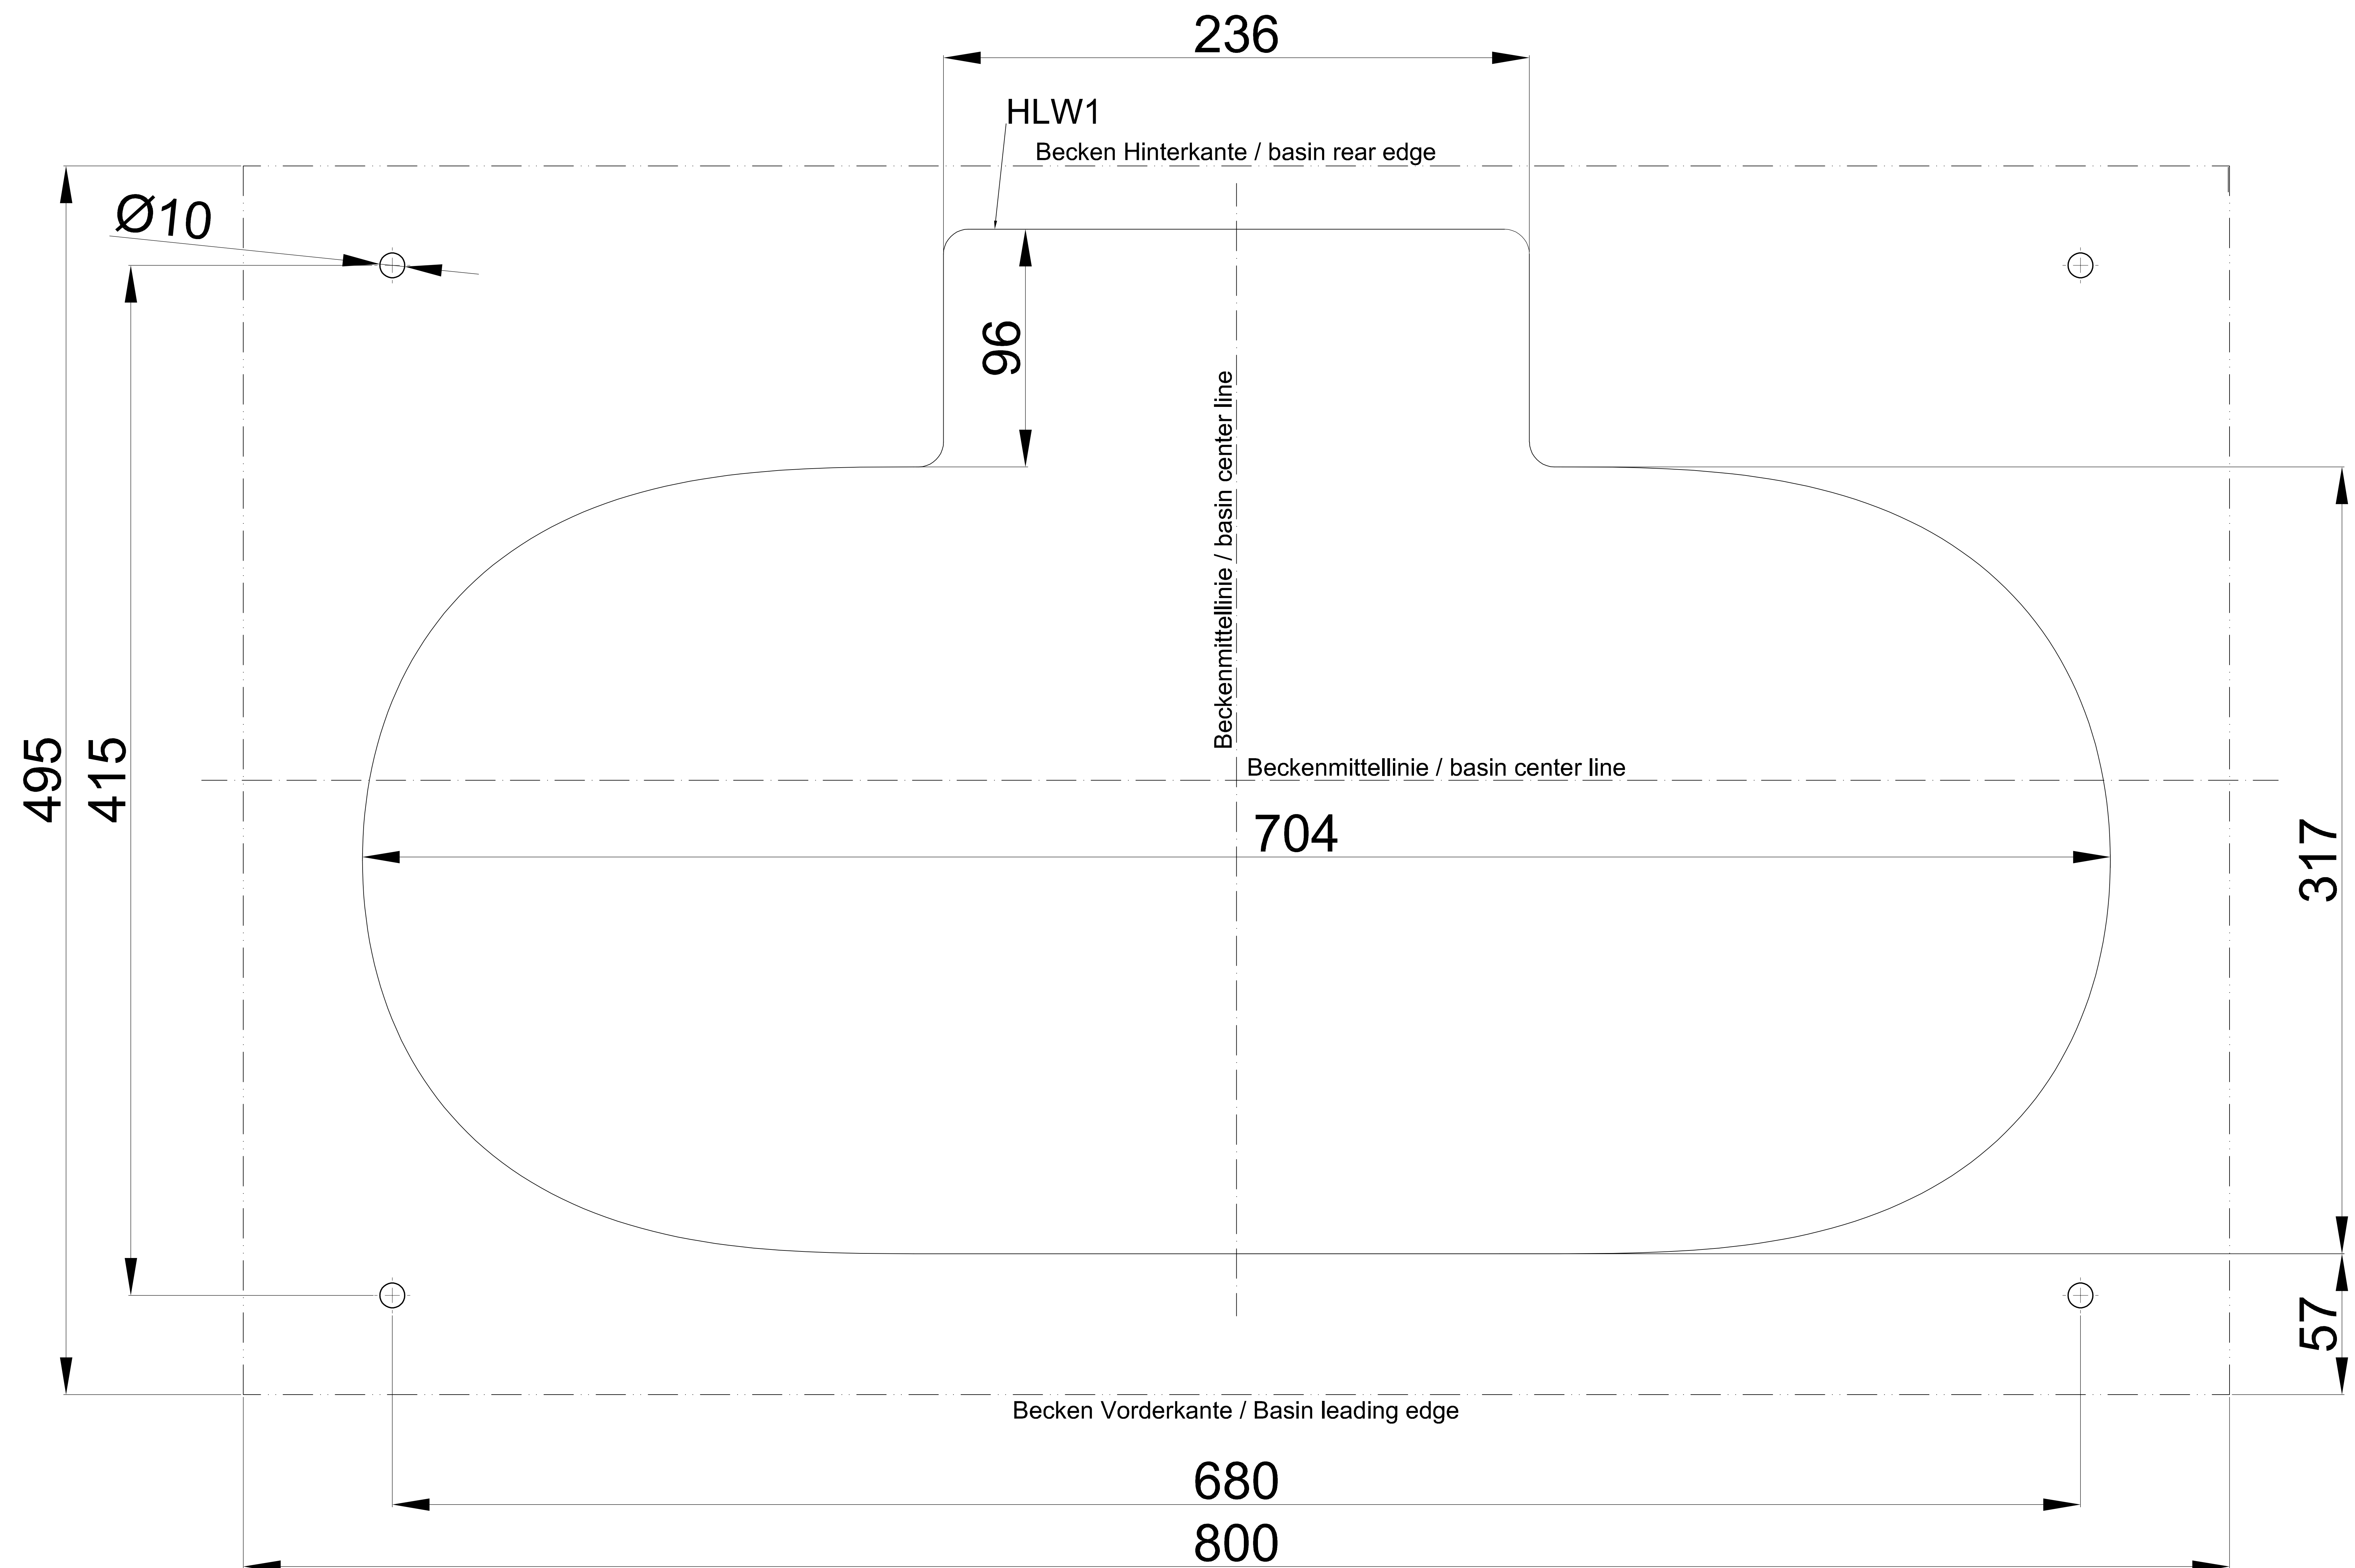 236
HLW1
Becken Hinterkante / basin rear edge
Ø10
96
Beckenmittellinie / basin center line
495
415
Beckenmittellinie / basin center line
704
317
57
Becken Vorderkante / Basin leading edge
680
800